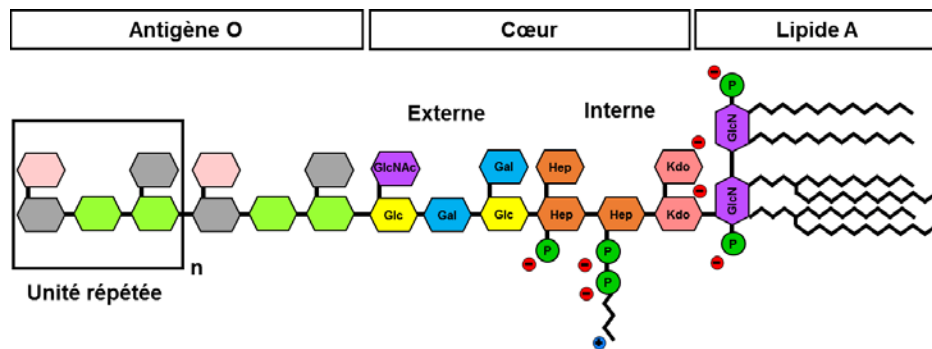 Antigène O
Cœur
Lipide A
Externe
Interne
P
GlcN
GlcNAc
Gal
Hep
Kdo
Glc
Gal
Glc
Hep
Hep
Kdo
GlcN
P
P
P
P
n
Unité répétée